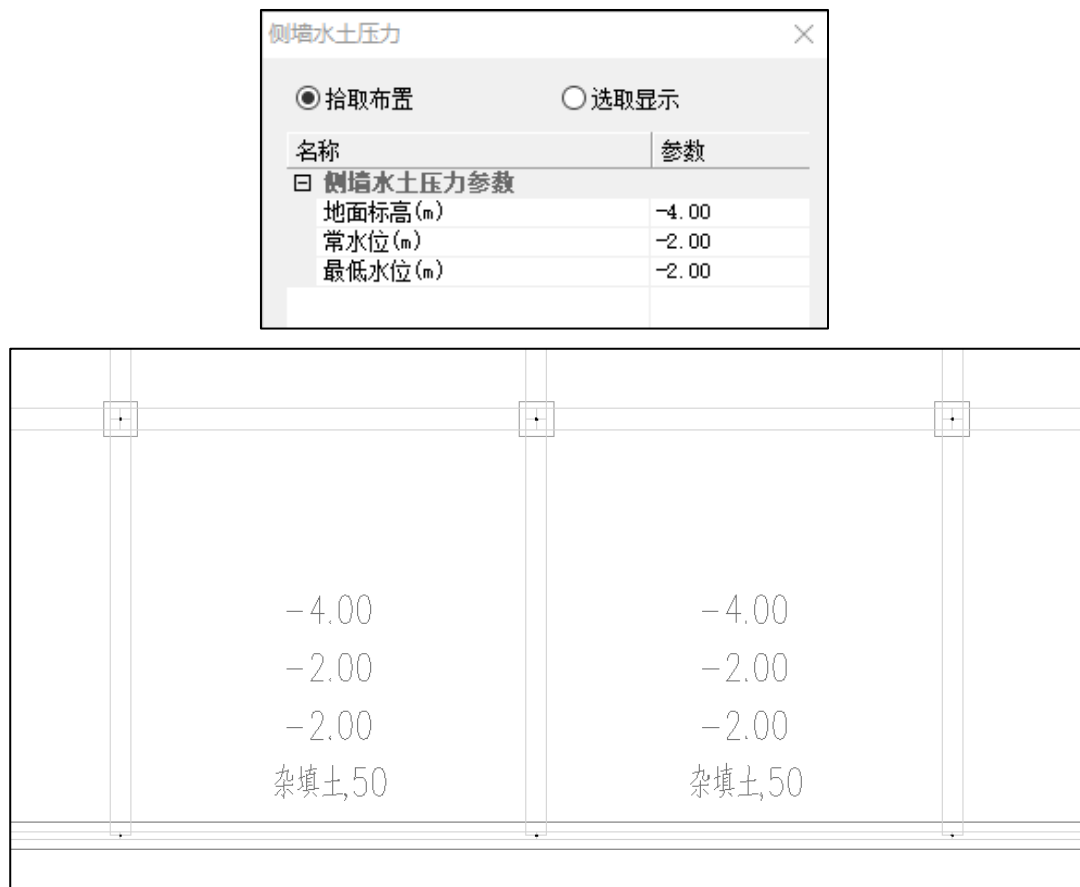 侧墙水土压力
拾取布置 选取显示
名称 参数
侧墙水土压力参数
地面标高(m) -4.00
常水位(m) -2.00
最低水位(m) -2.00
-4.00 -4.00
-2.00 -2.00
-2.00 -2.00
杂填土,50 杂填土,50